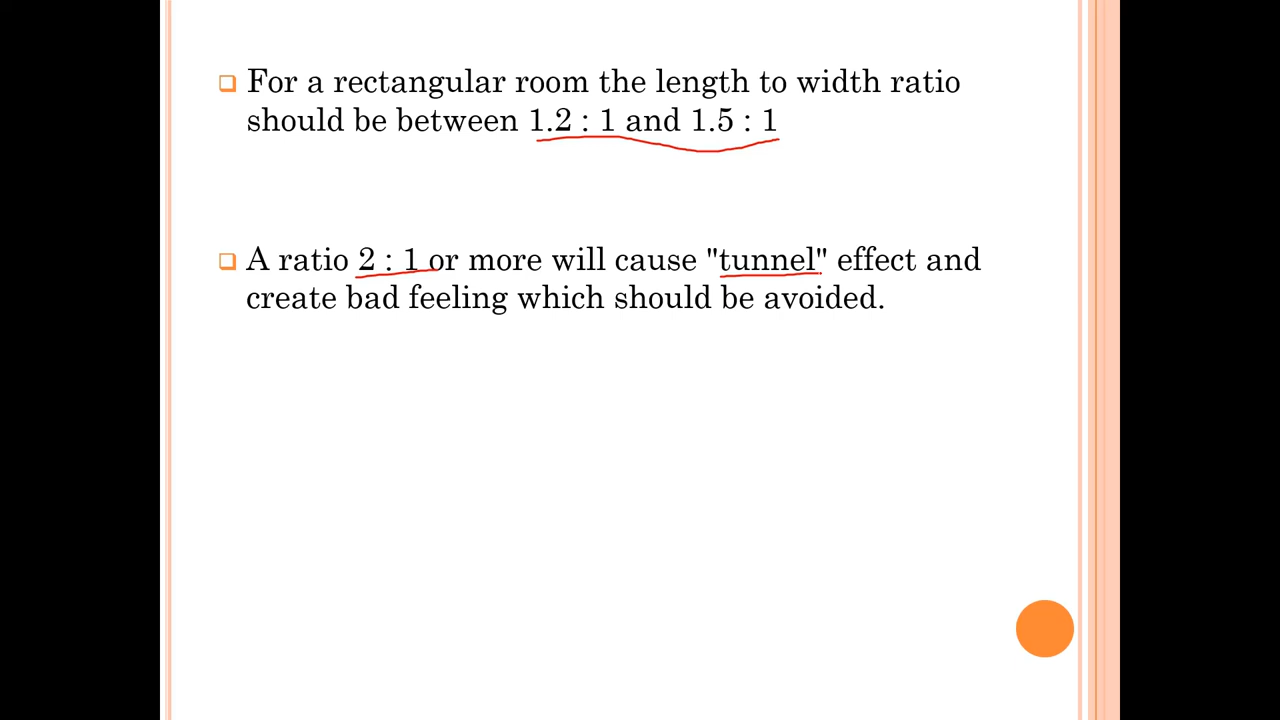 For a rectangular room the length to width ratio
should be between 1.2 : 1 and 1.5 : 1
A ratio 2 : 1 or more will cause "tunnel" effect and
create bad feeling which should be avoided.